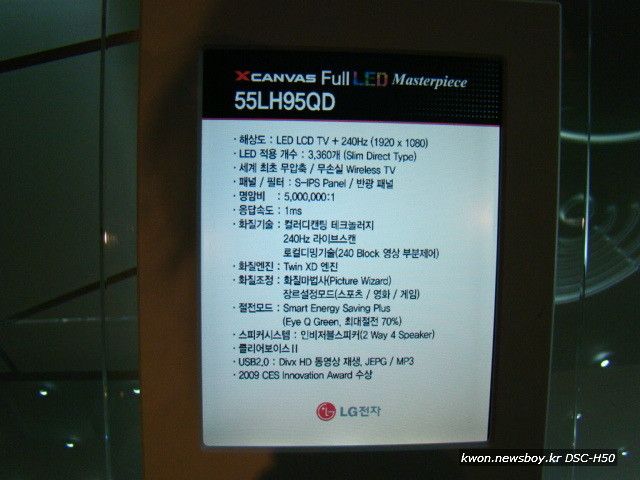 XCANVAS Full LED Masterpiece
55LH95QD
· 해상도 : LED LCD TV + 240Hz (1920 x 1080)
· LED 적용 개수 : 3,360개 (Slim Direct Type)
· 세계 최초 무압축 / 무손실 Wireless TV
· 패널 / 필터 : S-IPS Panel / 반광 패널
· 명암비 : 5,000,000:1
· 응답속도 : 1ms
· 화질기술 : 컬러디캔팅 테크놀러지
240Hz 라이브스캔
로컬디밍기술(240 Block 영상 부분제어)
· 화질엔진 : Twin XD 엔진
· 화질조정 : 화질마법사(Picture Wizard)
장르설정모드(스포츠 / 영화 / 게임)
· 절전모드 : Smart Energy Saving Plus
(Eye Q Green, 최대절전 70%)
· 스피커시스템 : 인비저블스피커(2 Way 4 Speaker)
· 클리어보이스 II
· USB2.0 : Divx HD 동영상 재생, JEPG / MP3
· 2009 CES Innovation Award 수상
LG전자
kwon.newsboy.kr DSC-H50